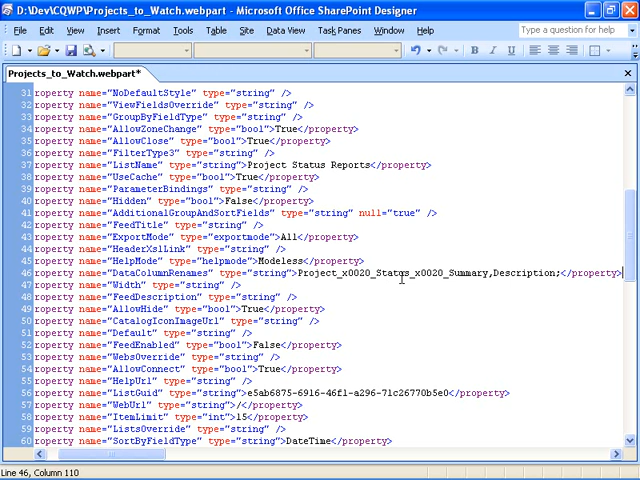 D:\Dev\CQWP\Projects_to_Watch.webpart - Microsoft Office SharePoint Designer
File Edit View Insert Format Tools Table Site Data View Task Panes Window Help
Type a question for help
Projects_to_Watch.webpart*
31 roperty name="NoDefaultStyle" type="string" />
32 roperty name="ViewFieldsOverride" type="string" />
33 roperty name="GroupByFieldType" type="string" />
34 roperty name="AllowZoneChange" type="bool">True</property>
35 roperty name="AllowClose" type="bool">True</property>
36 roperty name="FilterType3" type="string" />
37 roperty name="ListName" type="string">Project Status Reports</property>
38 roperty name="UseCache" type="bool">True</property>
39 roperty name="ParameterBindings" type="string" />
40 roperty name="Hidden" type="bool">False</property>
41 roperty name="AdditionalGroupAndSortFields" type="string" null="true" />
42 roperty name="FeedTitle" type="string" />
43 roperty name="ExportMode" type="exportmode">All</property>
44 roperty name="HeaderXslLink" type="string" />
45 roperty name="HelpMode" type="helpmode">Modeless</property>
46 roperty name="DataColumnRenames" type="string">Project_x0020_Status_x0020_Summary,Description;</property>
47 roperty name="Width" type="string" />
48 roperty name="FeedDescription" type="string" />
49 roperty name="AllowHide" type="bool">True</property>
50 roperty name="CatalogIconImageUrl" type="string" />
51 roperty name="Default" type="string" />
52 roperty name="FeedEnabled" type="bool">False</property>
53 roperty name="WebsOverride" type="string" />
54 roperty name="AllowConnect" type="bool">True</property>
55 roperty name="HelpUrl" type="string" />
56 roperty name="ListGuid" type="string">e5ab6875-6916-46f1-a296-71c26770b5e0</property>
57 roperty name="WebUrl" type="string">/</property>
58 roperty name="ItemLimit" type="int">15</property>
59 roperty name="ListsOverride" type="string" />
60 roperty name="SortByFieldType" type="string">DateTime</property>
Line 46, Column 110